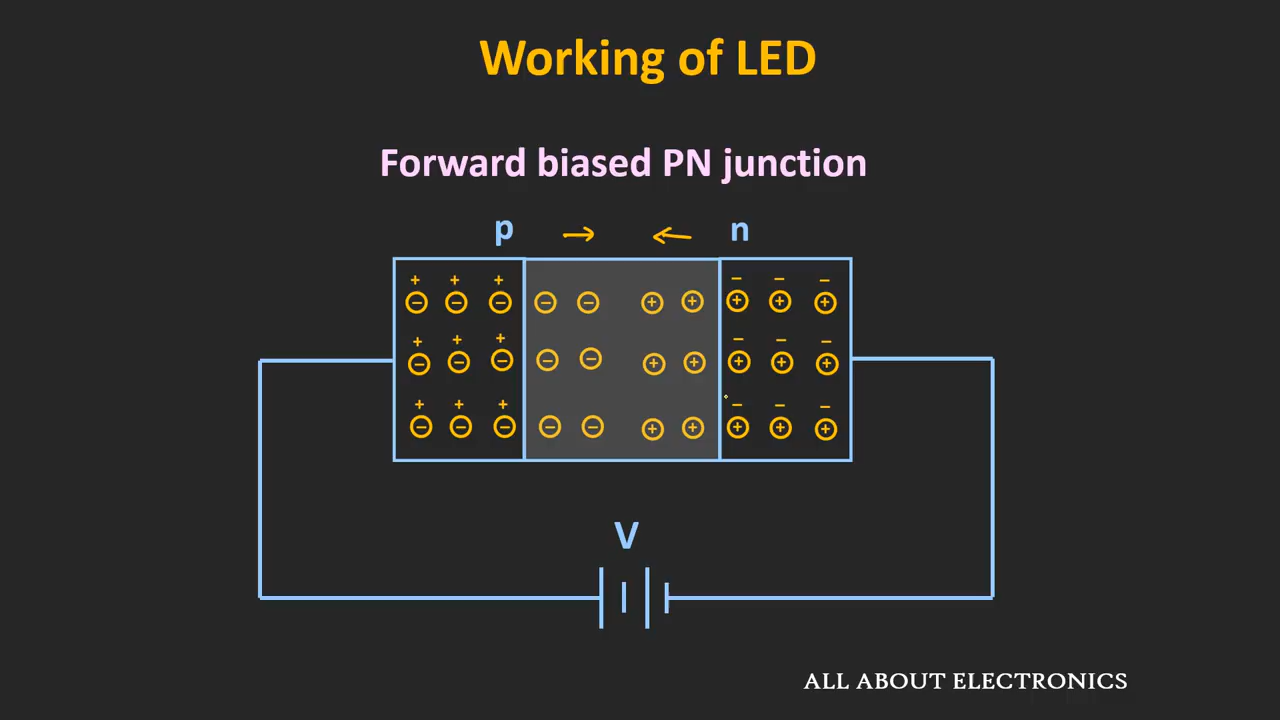 Working of LED
Forward biased PN junction
p n
V
ALL ABOUT ELECTRONICS